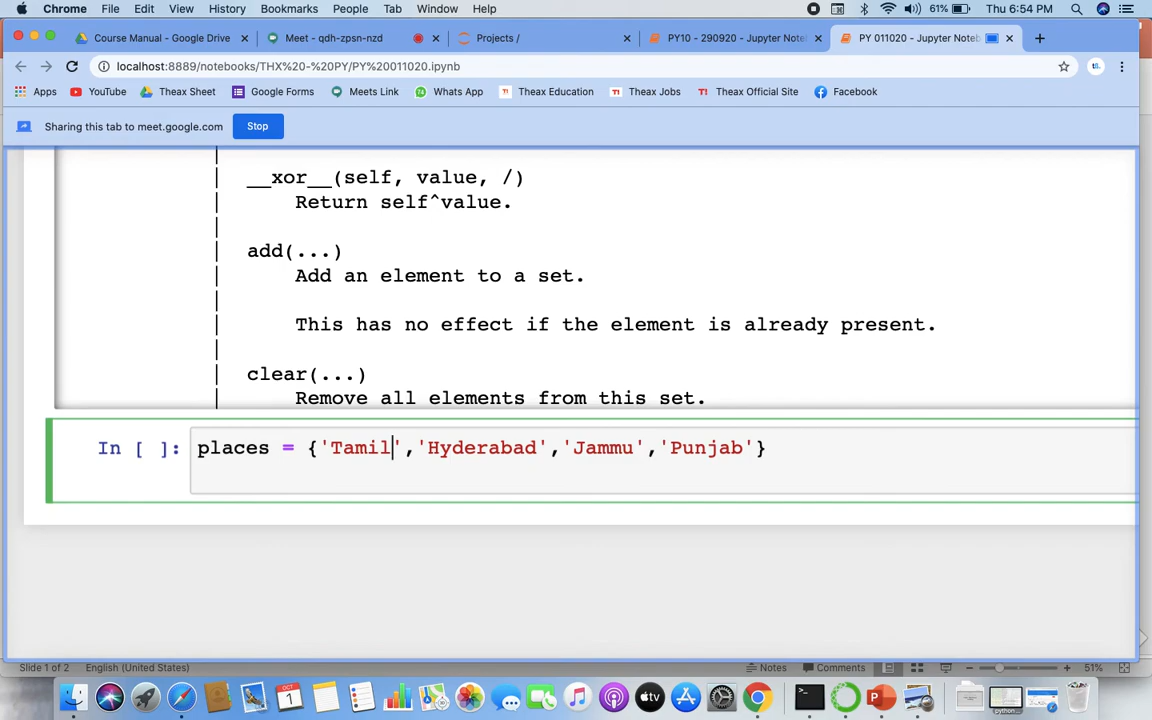 Chrome File Edit View History Bookmarks People Tab Window Help 61% Thu 6:54 PM
Course Manual - Google Drive Meet - qdh-zpsn-nzd Projects / PY10 - 290920 - Jupyter Note PY 011020 - Jupyter Noteb
localhost:8889/notebooks/THX%20-%20PY/PY%20011020.ipynb
Apps YouTube Theax Sheet Google Forms Meets Link Whats App Theax Education Theax Jobs Theax Official Site Facebook
Sharing this tab to meet.google.com Stop
| __xor__(self, value, /)
| Return self^value.
|
| add(...)
| Add an element to a set.
|
| This has no effect if the element is already present.
|
| clear(...)
| Remove all elements from this set.
In [ ]: places = {'Tamil','Hyderabad','Jammu','Punjab'}
Slide 1 of 2 English (United States) Notes Comments 51%